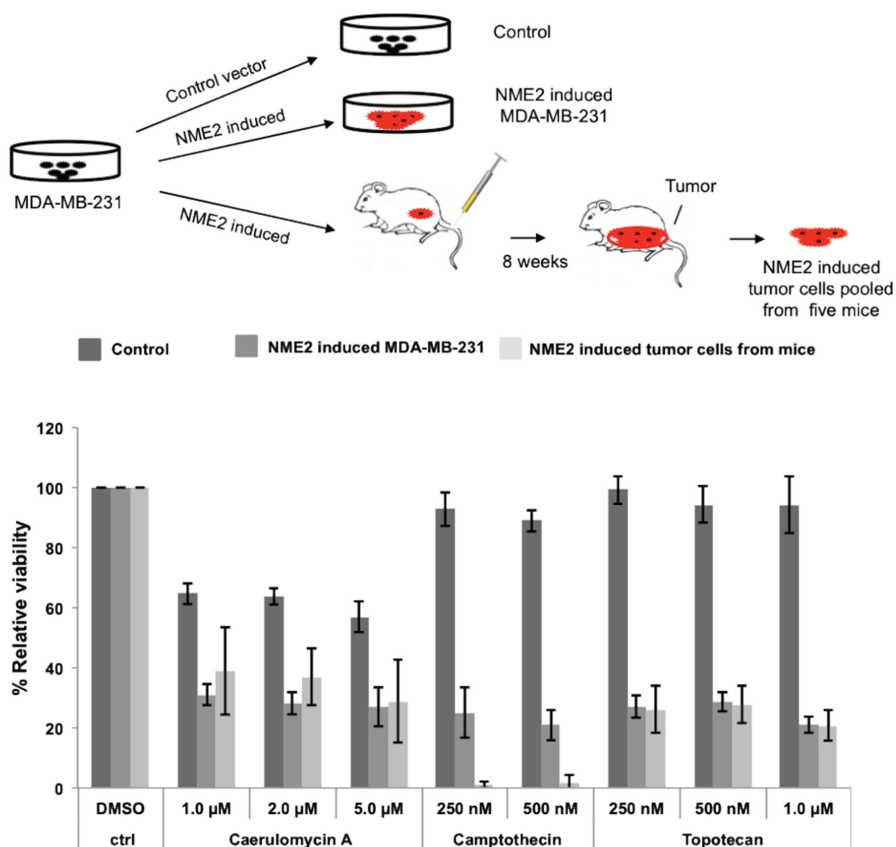 Control
Control vector
NME2 induced
MDA-MB-231
NME2 induced
MDA-MB-231
NME2 induced
Tumor
8 weeks
NME2 induced
tumor cells pooled
from five mice
Control
NME2 induced MDA-MB-231
NME2 induced tumor cells from mice
% Relative viability
120
100
80
60
40
20
0
DMSO 1.0 µM 2.0 µM 5.0 µM 250 nM 500 nM 250 nM 500 nM 1.0 µM
ctrl Caerulomycin A Camptothecin Topotecan